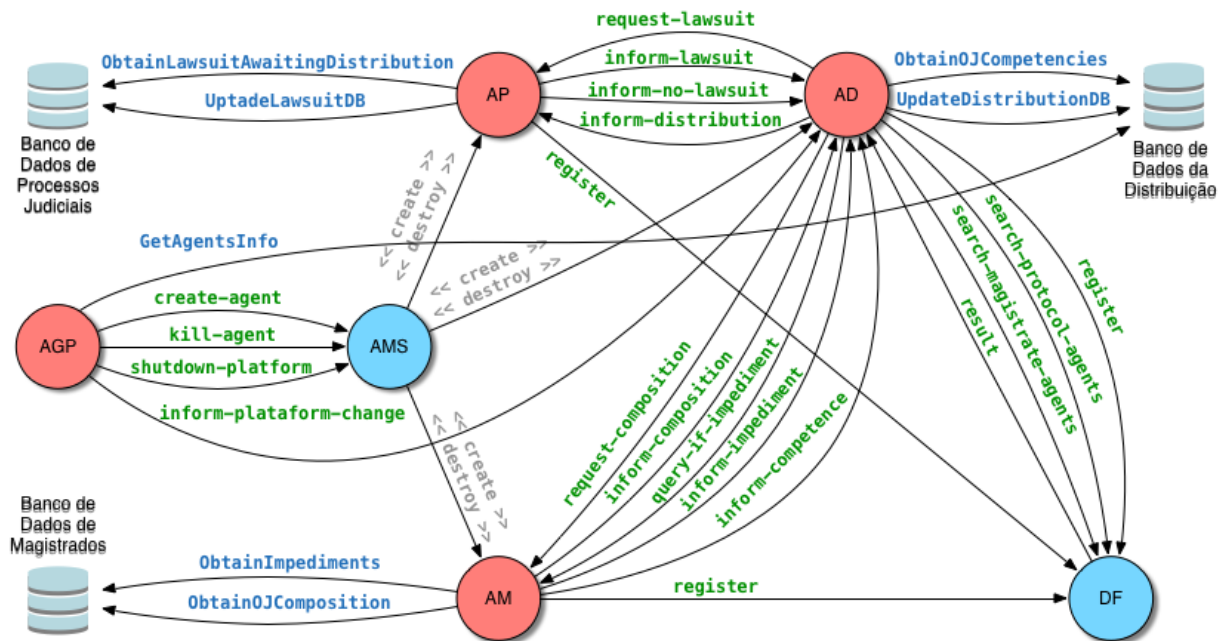 request-lawsuit
ObtainLawsuitAwaitingDistribution
AP
inform-lawsuit
AD
ObtainOJCompetencies
UptadeLawsuitDB
inform-no-lawsuit
UpdateDistributionDB
inform-distribution
Banco de
Dados de
Processos
Judiciais
Banco de
Dados da
Distribuição
register
<< create >>
<< destroy >>
GetAgentsInfo
<< create >>
<< destroy >>
search-protocol-agents
search-magistrate-agents
register
result
create-agent
AGP
kill-agent
AMS
shutdown-platform
inform-plataform-change
request-composition
inform-composition
query-if-impediment
inform-impediment
inform-competence
<< create >>
<< destroy >>
Banco de
Dados de
Magistrados
ObtainImpediments
ObtainOJComposition
AM
register
DF